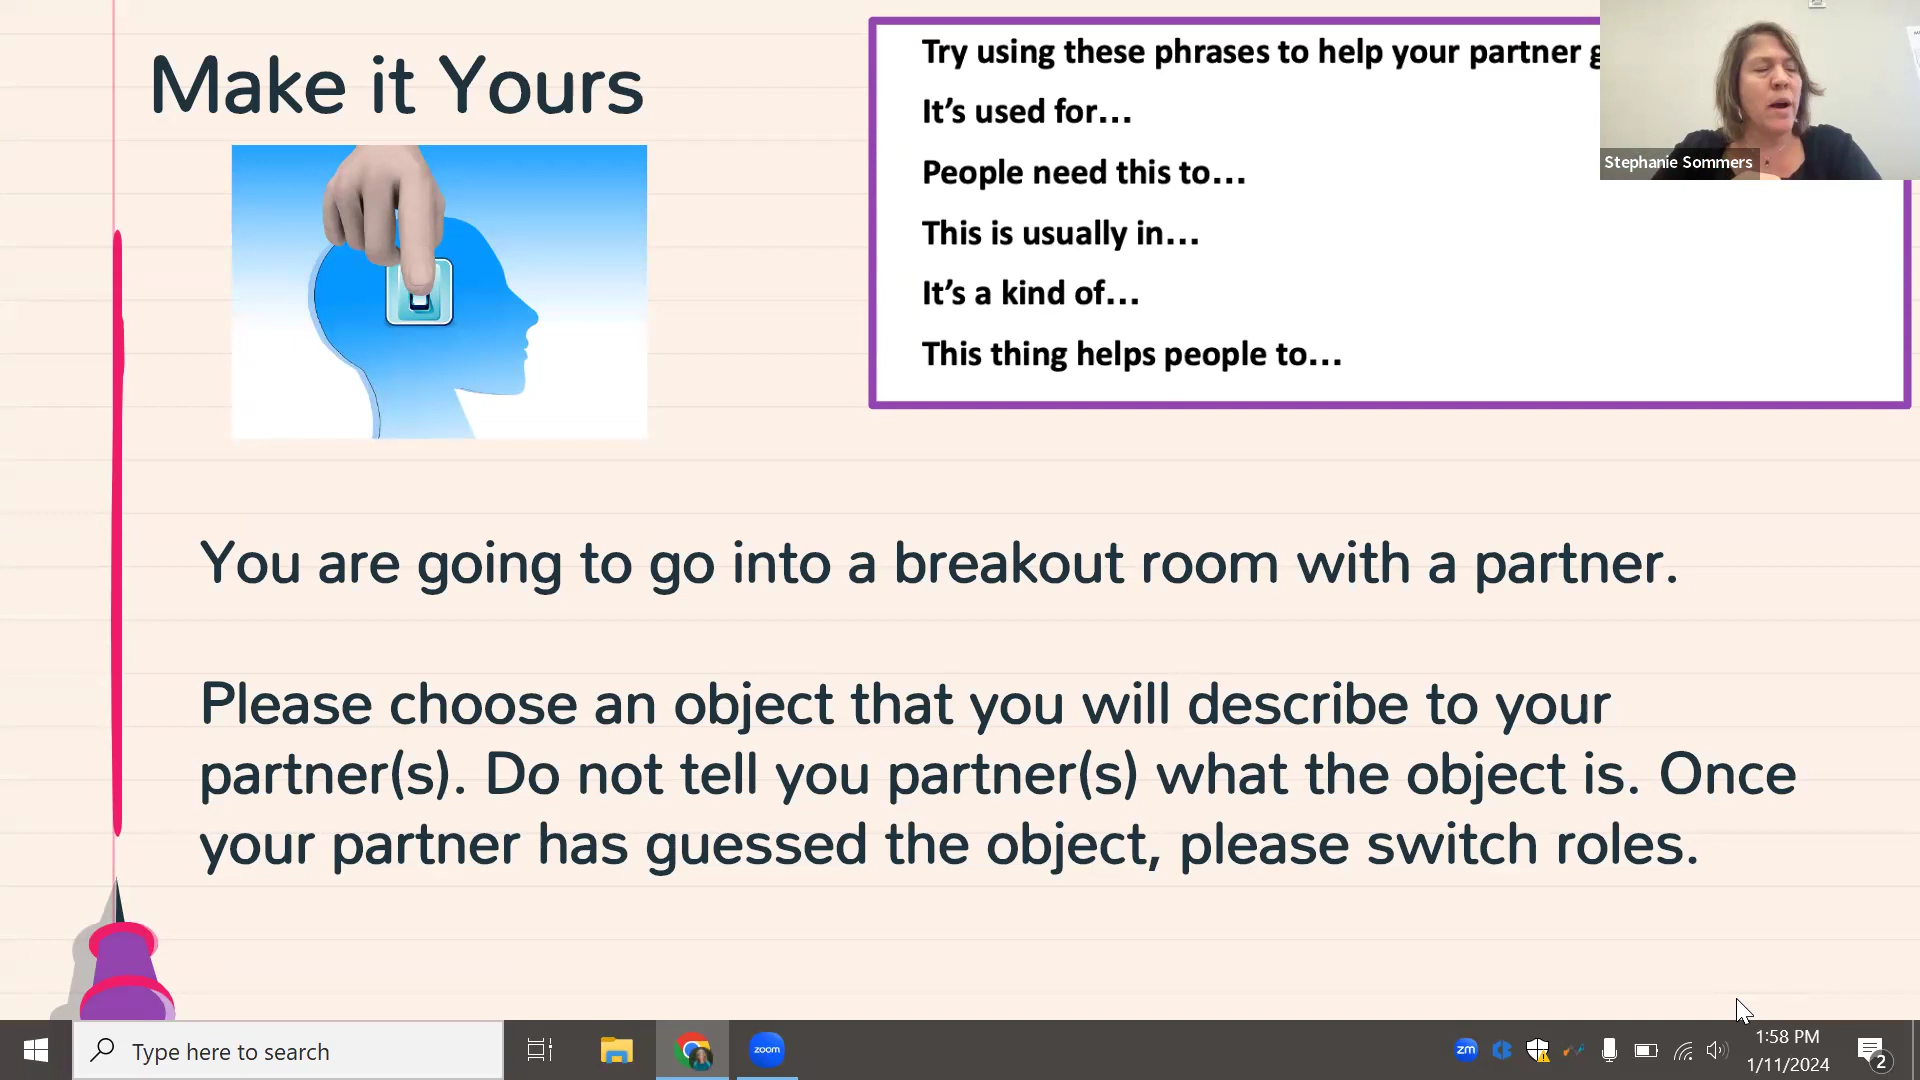 Make it Yours
Try using these phrases to help your partner
It's used for…
People need this to…
This is usually in…
It's a kind of…
This thing helps people to…
Stephanie Sommers
You are going to go into a breakout room with a partner.
Please choose an object that you will describe to your
partner(s). Do not tell you partner(s) what the object is. Once
your partner has guessed the object, please switch roles.
Type here to search
zoom
zm
1:58 PM
1/11/2024
2